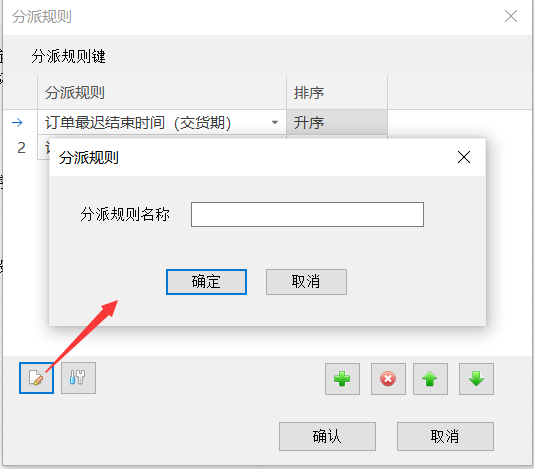 分派规则
分派规则键
分派规则 排序
订单最迟结束时间（交货期） 升序
2
分派规则
分派规则名称
确定 取消
确认 取消